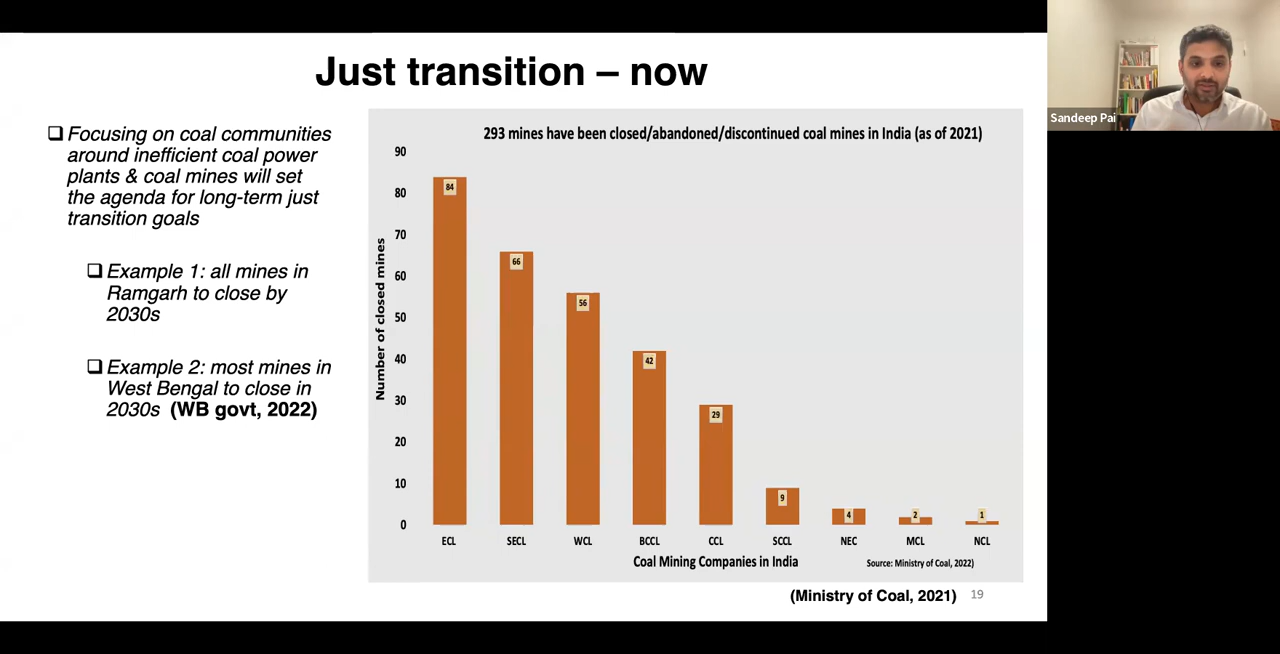 Just transition – now
❑ Focusing on coal communities
around inefficient coal power
plants & coal mines will set
the agenda for long-term just
transition goals
❑ Example 1: all mines in
Ramgarh to close by
2030s
❑ Example 2: most mines in
West Bengal to close in
2030s (WB govt, 2022)
293 mines have been closed/abandoned/discontinued coal mines in India (as of 2021)
Number of closed mines
90
80
70
60
50
40
30
20
10
0
84
66
56
42
29
9
4
2
1
ECL SECL WCL BCCL CCL SCCL NEC MCL NCL
Coal Mining Companies in India
Source: Ministry of Coal, 2022)
(Ministry of Coal, 2021) 19
Sandeep Pai